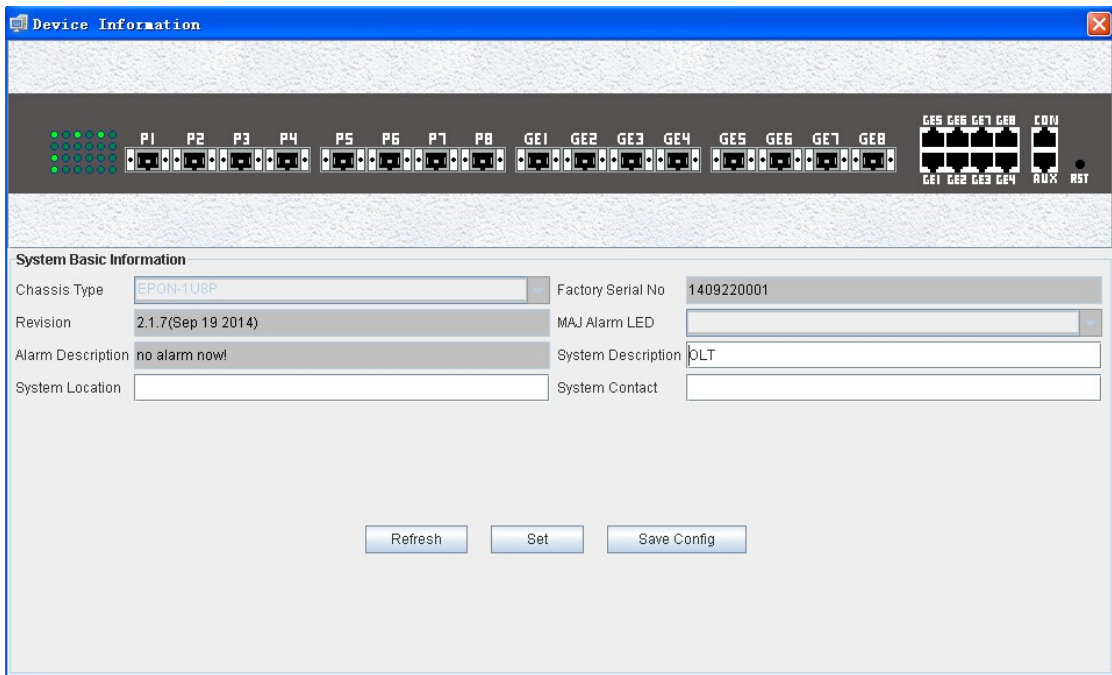 Device Information
GE5 GE6 GE7 GE8 CON
P1 P2 P3 P4 P5 P6 P7 P8 GE1 GE2 GE3 GE4 GE5 GE6 GE7 GE8
GE1 GE2 GE3 GE4 AUX RST
System Basic Information
Chassis Type EPON-1U8P Factory Serial No 1409220001
Revision 2.1.7(Sep 19 2014) MAJ Alarm LED
Alarm Description no alarm now! System Description OLT
System Location System Contact
Refresh Set Save Config